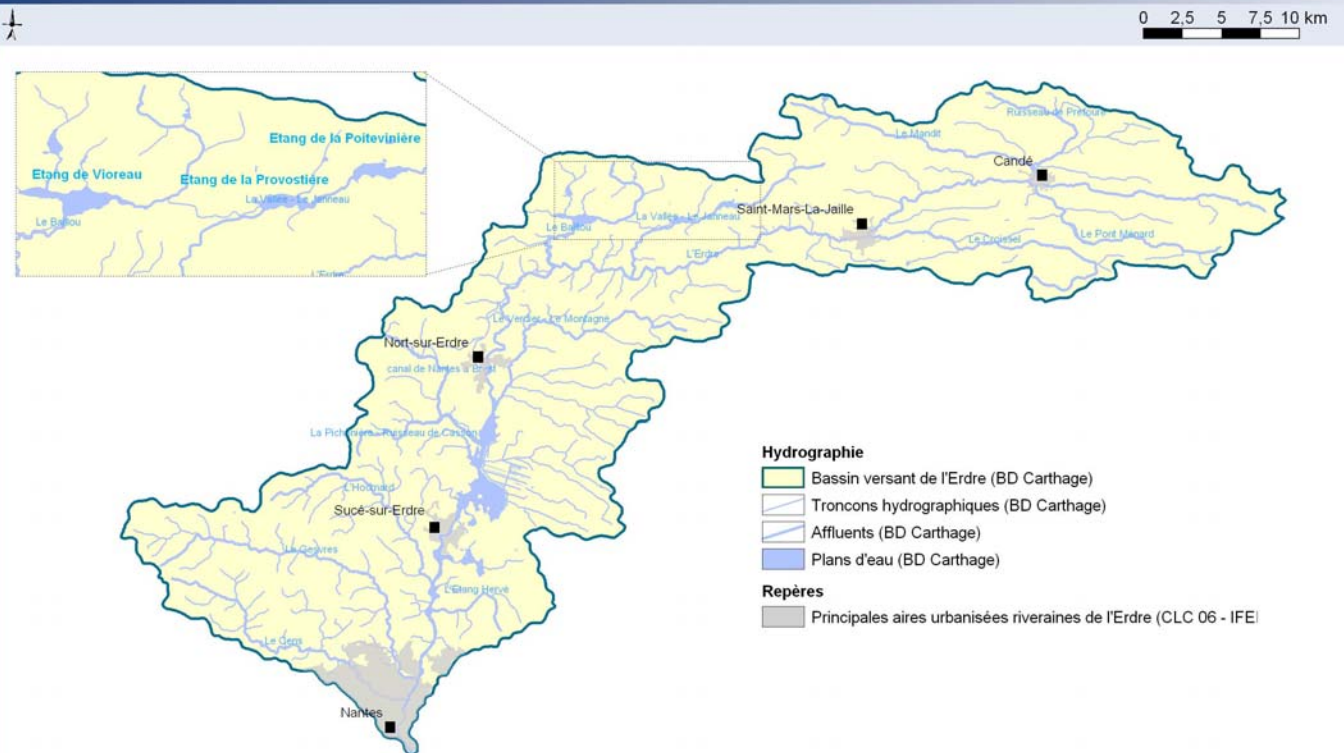 0 2,5 5 7,5 10 km
Etang de la Poitevinière
Etang de Vioreau
Etang de la Provostière
La Vallée - Le Janneau
Le Baillou
L'Erdre
Ruisseau de Prefouré
Le Mandit
Candé
Saint-Mars-La-Jaille
La Vallée - Le Janneau
Le Baillou
Le Croissel
Le Pont Ménard
L'Erdre
Le Verdier - Le Montagne
Nort-sur-Erdre
canal de Nantes à Brest
La Pichonnière - Ruisseau de Casson
L'Hocmard
Sucé-sur-Erdre
Le Gesvres
L'Etang Hervé
Le Cens
Nantes
Hydrographie
Bassin versant de l'Erdre (BD Carthage)
Troncons hydrographiques (BD Carthage)
Affluents (BD Carthage)
Plans d'eau (BD Carthage)
Repères
Principales aires urbanisées riveraines de l'Erdre (CLC 06 - IFE